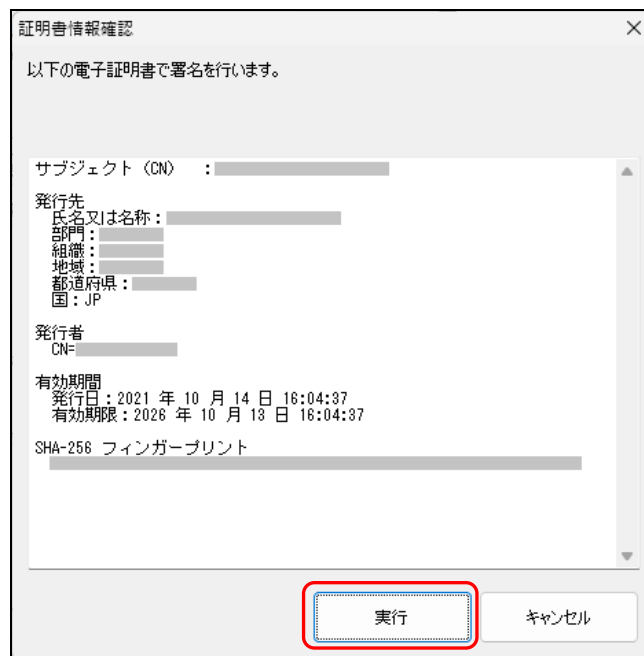 証明書情報確認
以下の電子証明書で署名を行います。
サブジェクト（CN） ：
発行先
氏名又は名称：
部門：
組織：
地域：
都道府県：
国：JP
発行者
CN=
有効期間
発行日：2021 年 10 月 14 日 16:04:37
有効期限：2026 年 10 月 13 日 16:04:37
SHA-256 フィンガープリント
実行
キャンセル